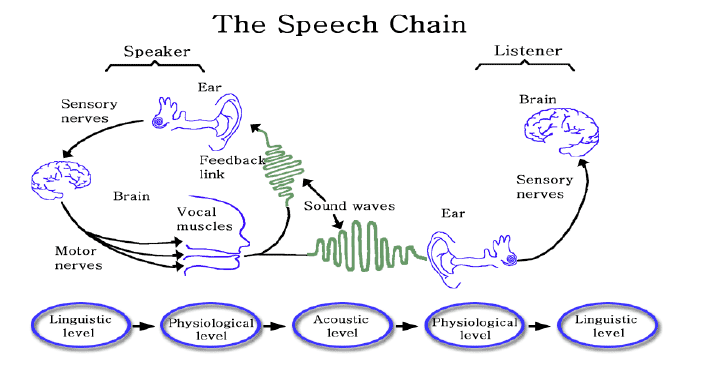 The Speech Chain
Speaker
Listener
Ear
Sensory
nerves
Brain
Feedback
link
Sensory
nerves
Brain
Vocal
muscles
Sound waves
Ear
Motor
nerves
Linguistic
level
Physiological
level
Acoustic
level
Physiological
level
Linguistic
level